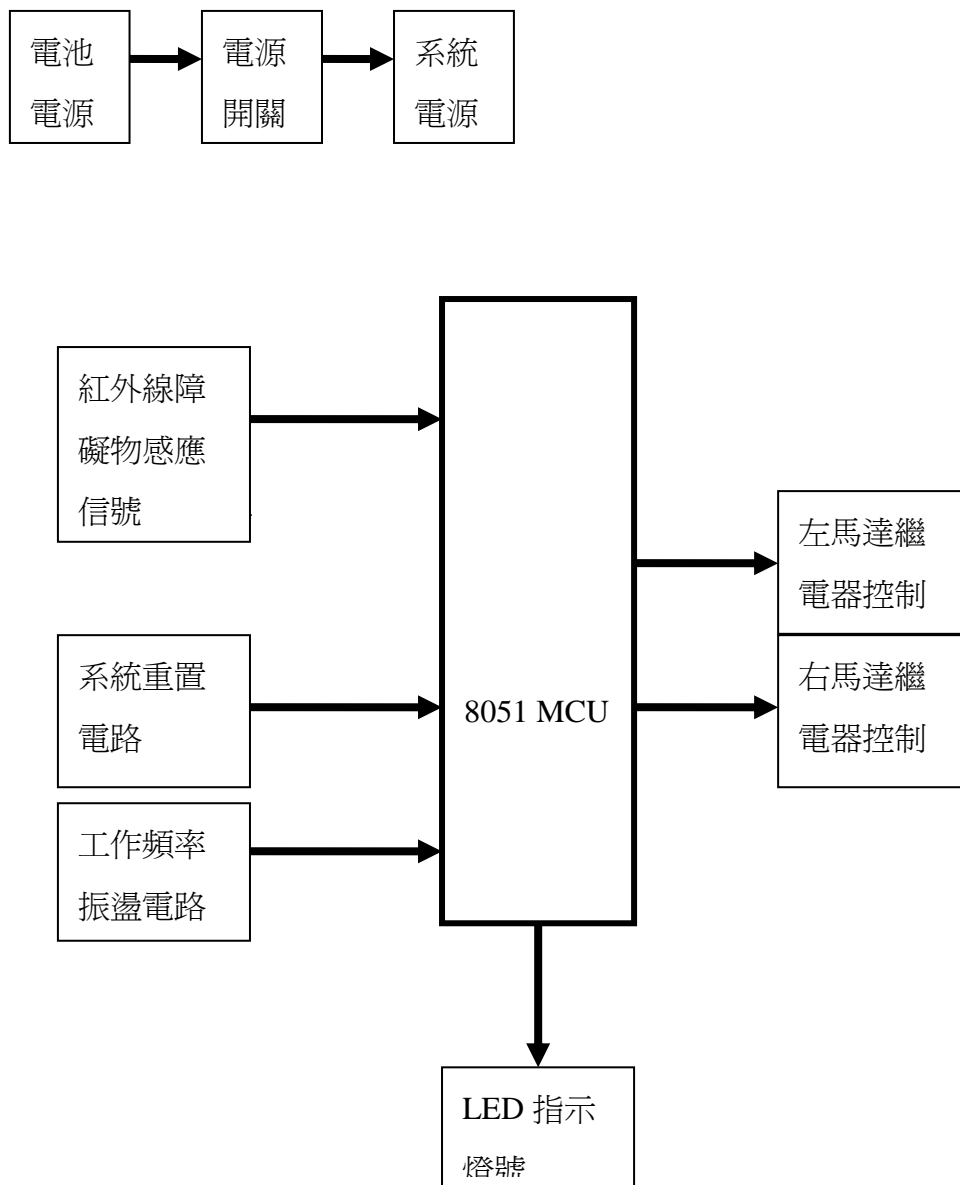 電池
電源
電源
開關
系統
電源
紅外線障
礙物感應
信號
系統重置
電路
工作頻率
振盪電路
8051 MCU
左馬達繼
電器控制
右馬達繼
電器控制
LED 指示
燈號